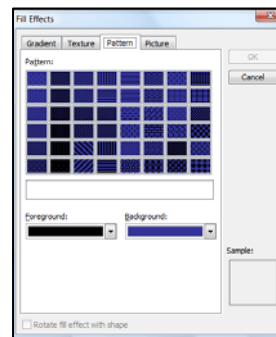 Fill Effects
Gradient Texture Pattern Picture
Pattern:
OK
Cancel
Foreground: Background:
Sample:
Rotate fill effect with shape